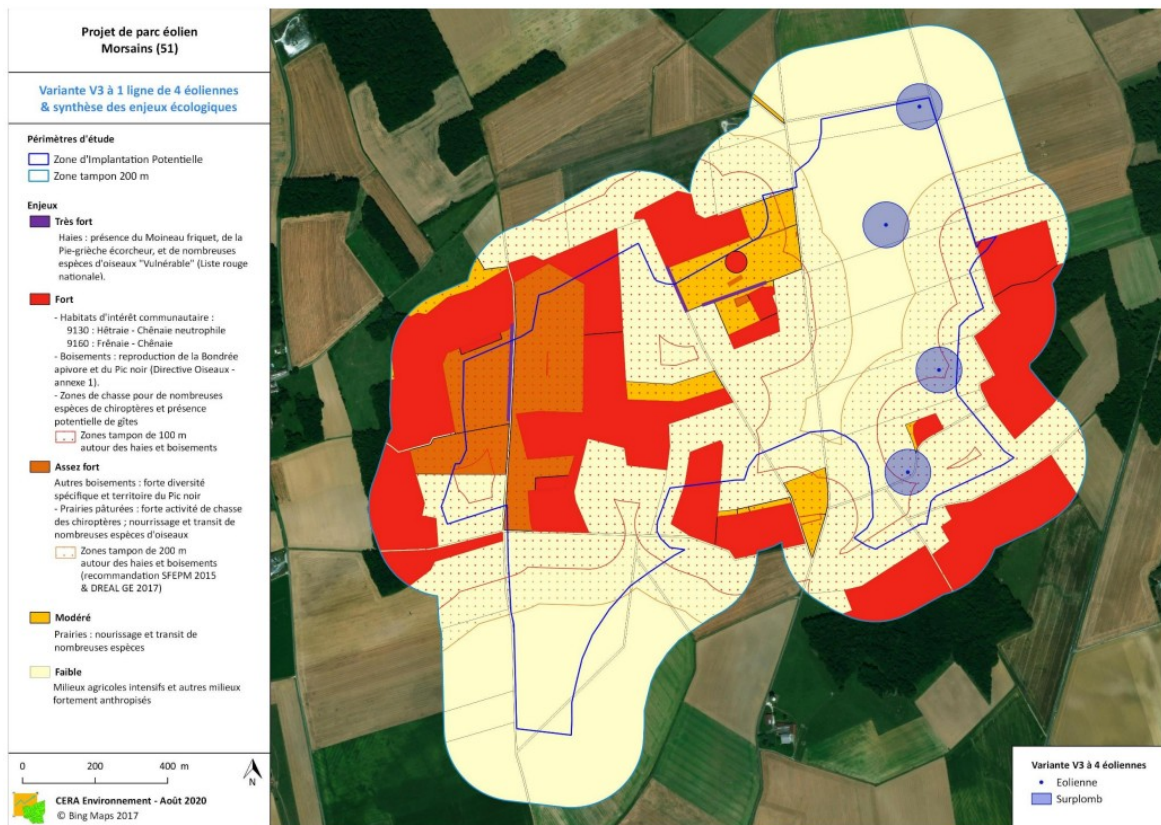 Projet de parc éolien
Morsains (51)
Variante V3 à 1 ligne de 4 éoliennes
& synthèse des enjeux écologiques
Périmètres d'étude
Zone d'Implantation Potentielle
Zone tampon 200 m
Enjeux
Très fort
Haies : présence du Moineau friquet, de la
Pie-grièche écorcheur, et de nombreuses
espèces d'oiseaux "Vulnérable" (Liste rouge
nationale).
Fort
- Habitats d'intérêt communautaire :
9130 : Hêtraie - Chênaie neutrophile
9160 : Frênaie - Chênaie
- Boisements : reproduction de la Bondrée
apivore et du Pic noir (Directive Oiseaux -
annexe 1).
- Zones de chasse pour de nombreuses
espèces de chiroptères et présence
potentielle de gîtes
Zones tampon de 100 m
autour des haies et boisements
Assez fort
Autres boisements : forte diversité
spécifique et territoire du Pic noir
- Prairies pâturées : forte activité de chasse
des chiroptères ; nourrissage et transit de
nombreuses espèces d'oiseaux
Zones tampon de 200 m
autour des haies et boisements
(recommandation SFEPM 2015
& DREAL GE 2017)
Modéré
Prairies : nourissage et transit de
nombreuses espèces
Faible
Milieux agricoles intensifs et autres milieux
fortement anthropisés
0 200 400 m
N
CERA Environnement - Août 2020
© Bing Maps 2017
Variante V3 à 4 éoliennes
Eolienne
Surplomb